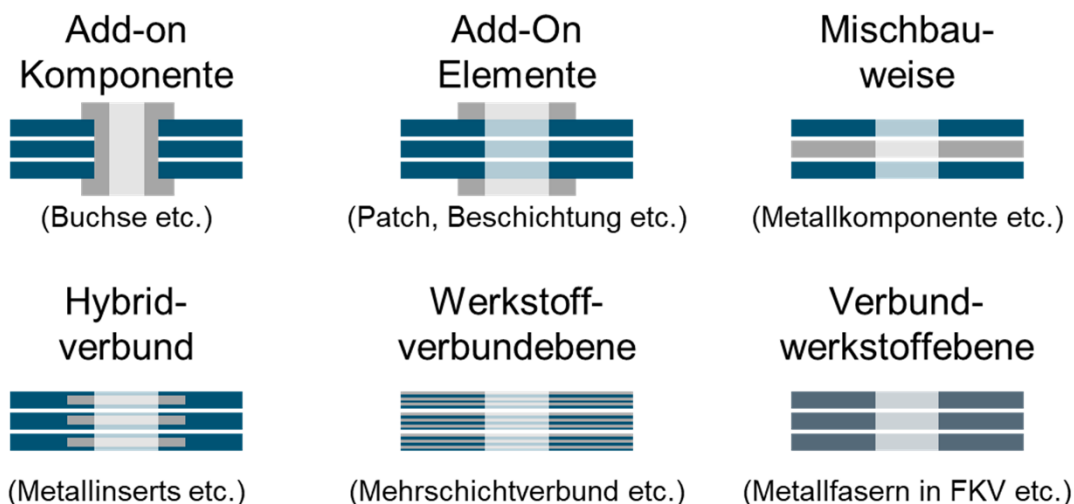 Add-on
Komponente
(Buchse etc.)
Add-On
Elemente
(Patch, Beschichtung etc.)
Mischbau-
weise
(Metallkomponente etc.)
Hybrid-
verbund
(Metallinserts etc.)
Werkstoff-
verbundebene
(Mehrschichtverbund etc.)
Verbund-
werkstoffebene
(Metallfasern in FKV etc.)